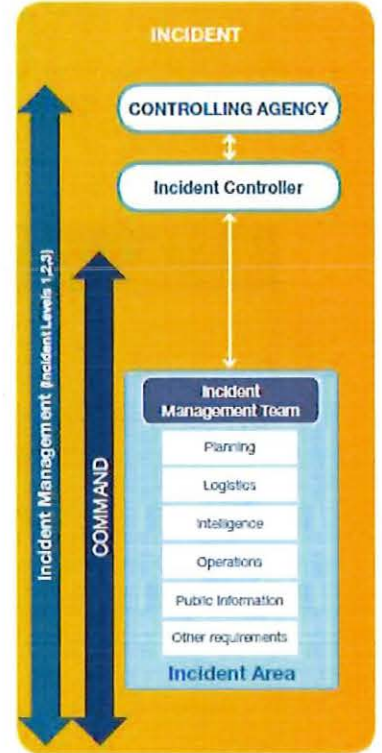 INCIDENT
CONTROLLING AGENCY
Incident Controller
Incident Management (Incident Levels 1,2,3)
COMMAND
Incident
Management Team
Planning
Logistics
Intelligence
Operations
Public Information
Other requirements
Incident Area